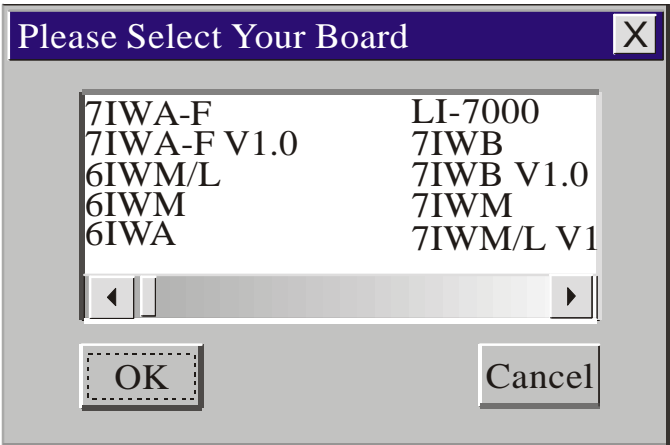 Please Select Your Board
X
7IWA-F
7IWA-F V1.0
6IWM/L
6IWM
6IWA
LI-7000
7IWB
7IWB V1.0
7IWM
7IWM/L V1
OK
Cancel